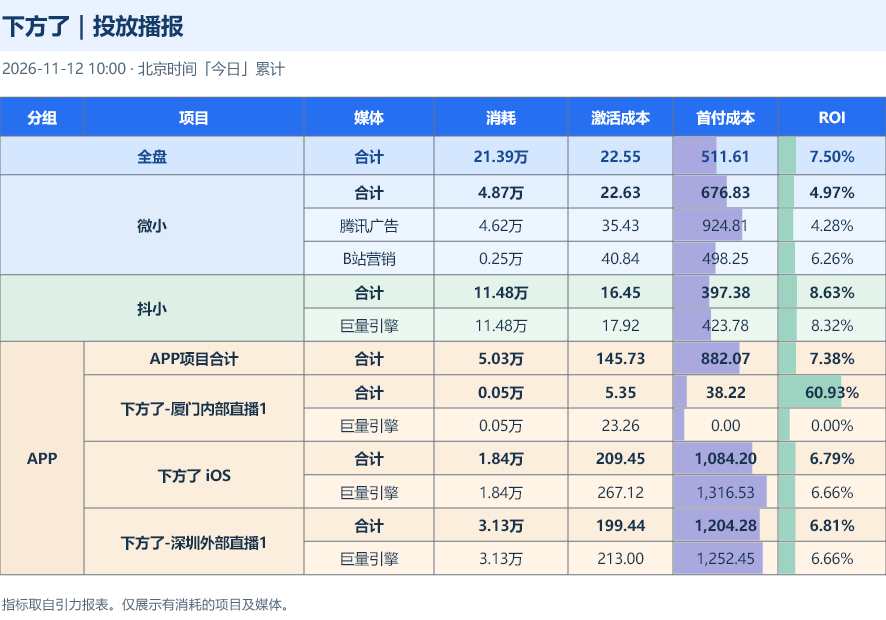 下方了｜投放播报
2026-11-12 10:00 · 北京时间「今日」累计
分组 项目 媒体 消耗 激活成本 首付成本 ROI
全盘 合计 21.39万 22.55 511.61 7.50%
微小 合计 4.87万 22.63 676.83 4.97%
腾讯广告 4.62万 35.43 924.81 4.28%
B站营销 0.25万 40.84 498.25 6.26%
抖小 合计 11.48万 16.45 397.38 8.63%
巨量引擎 11.48万 17.92 423.78 8.32%
APP APP项目合计 合计 5.03万 145.73 882.07 7.38%
下方了-厦门内部直播1 合计 0.05万 5.35 38.22 60.93%
巨量引擎 0.05万 23.26 0.00 0.00%
下方了 iOS 合计 1.84万 209.45 1,084.20 6.79%
巨量引擎 1.84万 267.12 1,316.53 6.66%
下方了-深圳外部直播1 合计 3.13万 199.44 1,204.28 6.81%
巨量引擎 3.13万 213.00 1,252.45 6.66%
指标取自引力报表。仅展示有消耗的项目及媒体。